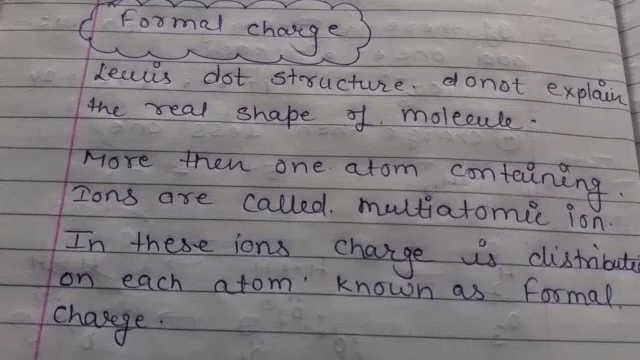 Formal charge
Lewis dot structure. donot explain
the real shape of molecule.
More then one atom containing.
Ions are called. multiatomic ion.
In these ions charge is distribute
on each atom. known as Formal.
charge.